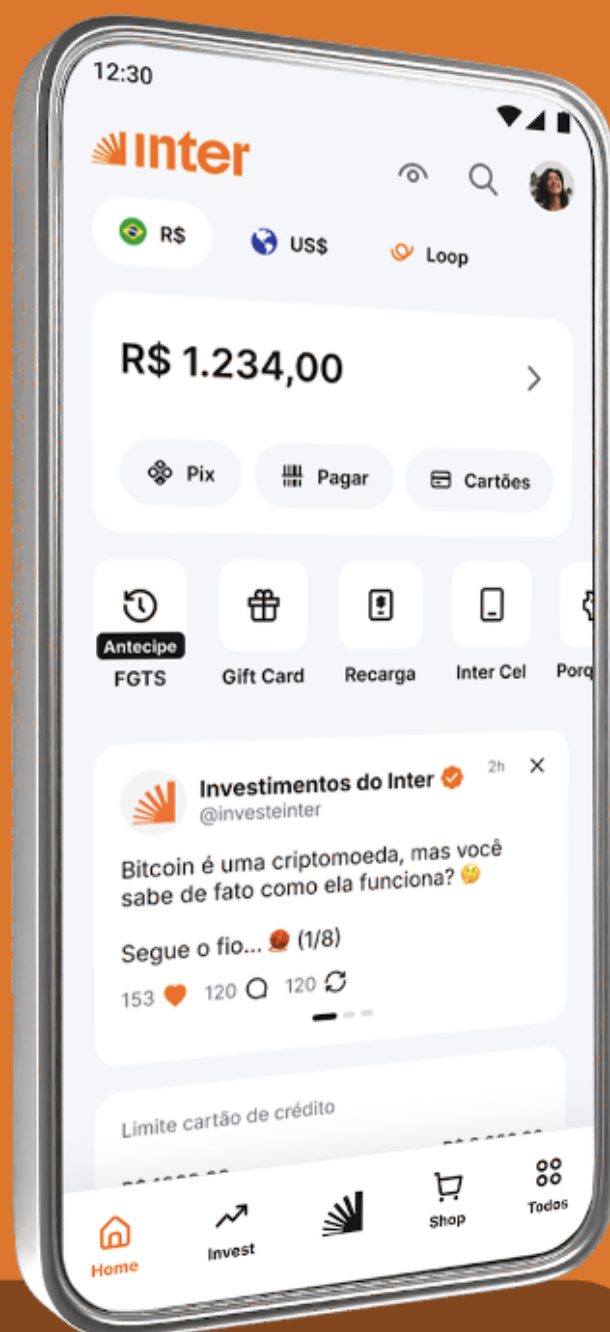 12:30
inter
R$
US$
Loop
R$ 1.234,00
Pix
Pagar
Cartões
Antecipe
FGTS
Gift Card
Recarga
Inter Cel
Porq
Investimentos do Inter
2h
@investeinter
Bitcoin é uma criptomoeda, mas você
sabe de fato como ela funciona? 🤔
Segue o fio... 🧶 (1/8)
153
120
120
Limite cartão de crédito
Home
Invest
Shop
Todos